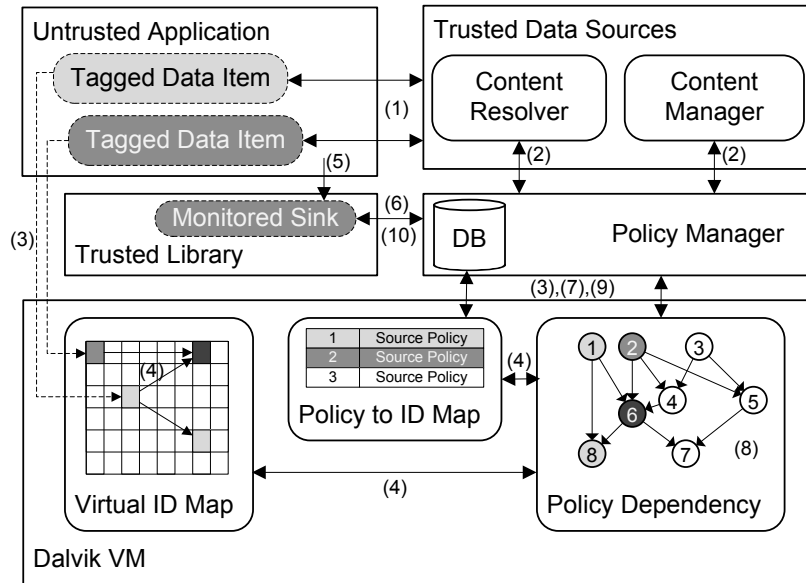 Untrusted Application
Trusted Data Sources
Tagged Data Item
Content
Resolver
Content
Manager
(1)
Tagged Data Item
(5)
(2)
(2)
(3)
Monitored Sink
(6)
(10)
Trusted Library
DB
Policy Manager
(3),(7),(9)
1 Source Policy
2 Source Policy
3 Source Policy
(4)
(4)
Policy to ID Map
1
2
3
4
5
6
7
8
(8)
Virtual ID Map
(4)
Policy Dependency
Dalvik VM